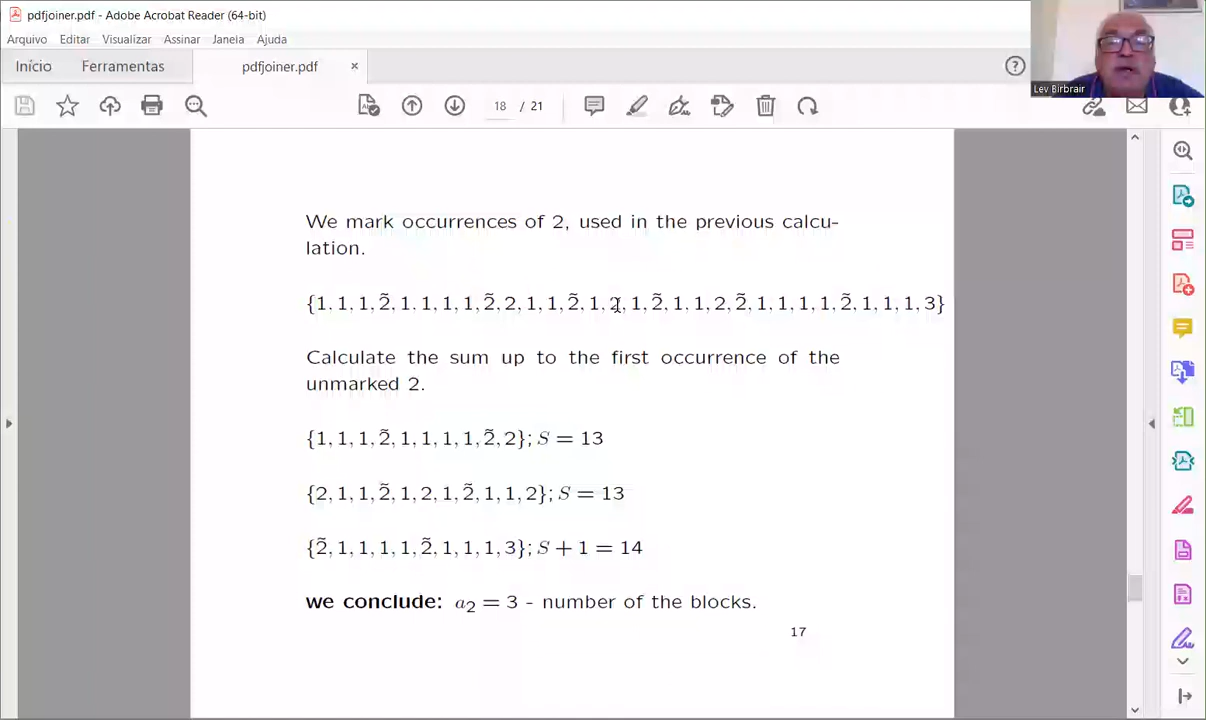 pdfjoiner.pdf - Adobe Acrobat Reader (64-bit)
Arquivo Editar Visualizar Assinar Janela Ajuda
Início Ferramentas pdfjoiner.pdf ×
18 / 21
Lev Birbrair
We mark occurrences of 2, used in the previous calcu-
lation.
{1, 1, 1, 2̃, 1, 1, 1, 1, 2̃, 2, 1, 1, 2̃, 1, 2, 1, 2̃, 1, 1, 2, 2̃, 1, 1, 1, 1, 2̃, 1, 1, 1, 3}
Calculate the sum up to the first occurrence of the
unmarked 2.
{1, 1, 1, 2̃, 1, 1, 1, 1, 2̃, 2}; S = 13
{2, 1, 1, 2̃, 1, 2, 1, 2̃, 1, 1, 2}; S = 13
{2̃, 1, 1, 1, 1, 2̃, 1, 1, 1, 3}; S + 1 = 14
we conclude: a₂ = 3 - number of the blocks.
17